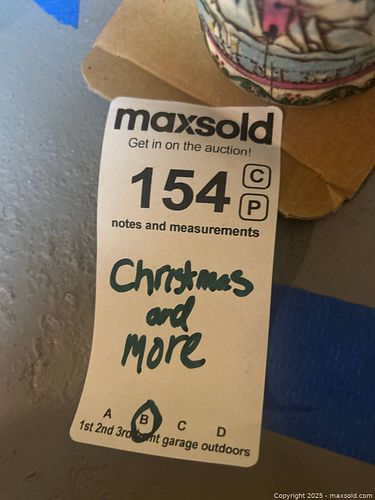 maxsold
Get in on the auction!
154
C
P
notes and measurements
Christmas
and
more
A B C D
1st 2nd 3rd garage outdoors
Copyright 2025 - maxsold.com